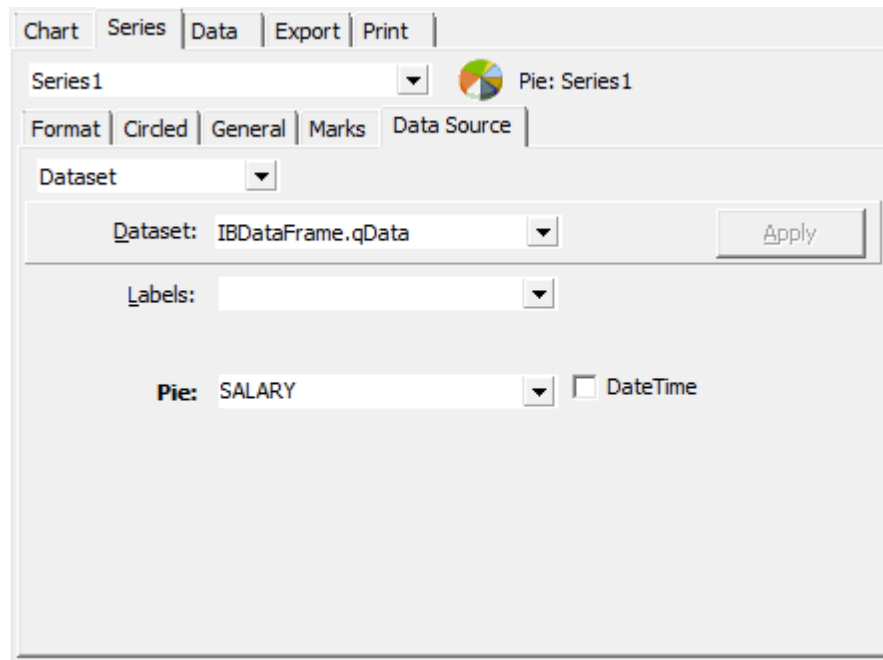 Chart Series Data Export Print
Series1 Pie: Series1
Format Circled General Marks Data Source
Dataset
Dataset: IBDataFrame.qData Apply
Labels:
Pie: SALARY DateTime